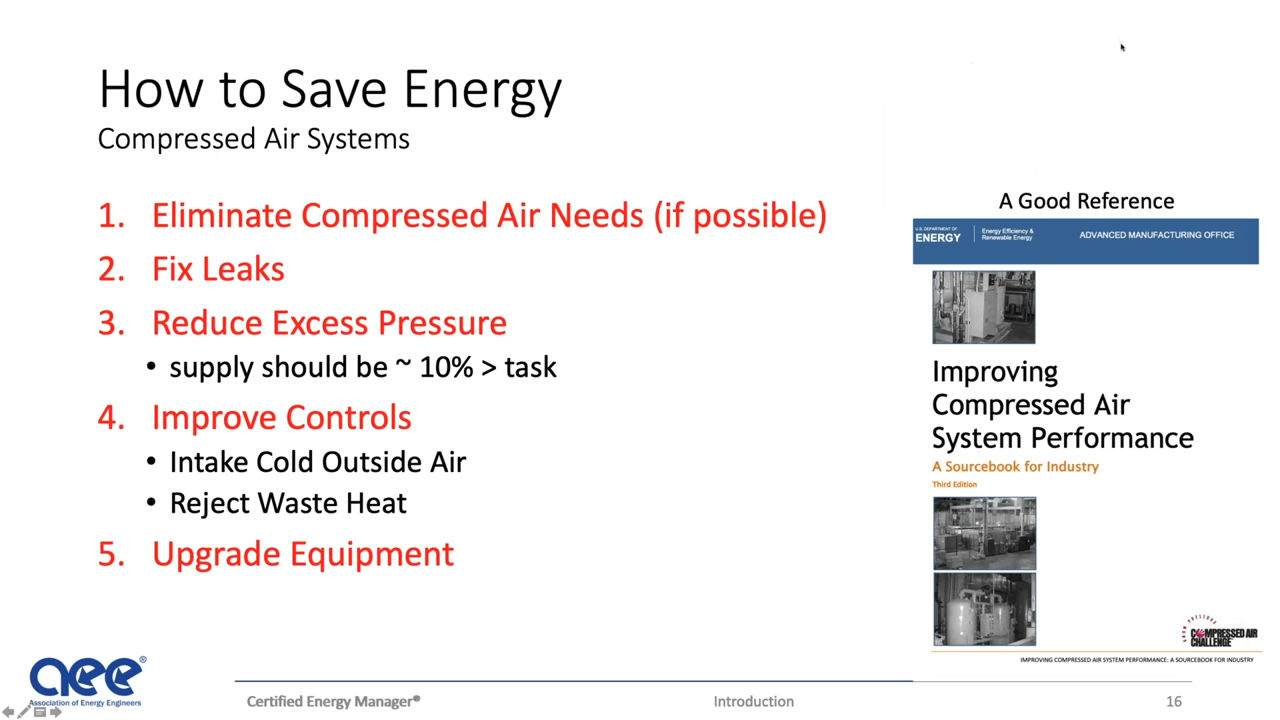 How to Save Energy
Compressed Air Systems
1. Eliminate Compressed Air Needs (if possible)
2. Fix Leaks
3. Reduce Excess Pressure
• supply should be ~ 10% > task
4. Improve Controls
• Intake Cold Outside Air
• Reject Waste Heat
5. Upgrade Equipment
A Good Reference
U.S. DEPARTMENT OF
ENERGY
Energy Efficiency &
Renewable Energy
ADVANCED MANUFACTURING OFFICE
Improving
Compressed Air
System Performance
A Sourcebook for Industry
Third Edition
KNOW PRESSURE
COMPRESSED AIR
CHALLENGE
IMPROVING COMPRESSED AIR SYSTEM PERFORMANCE: A SOURCEBOOK FOR INDUSTRY
aee®
Association of Energy Engineers
Certified Energy Manager®
Introduction
16